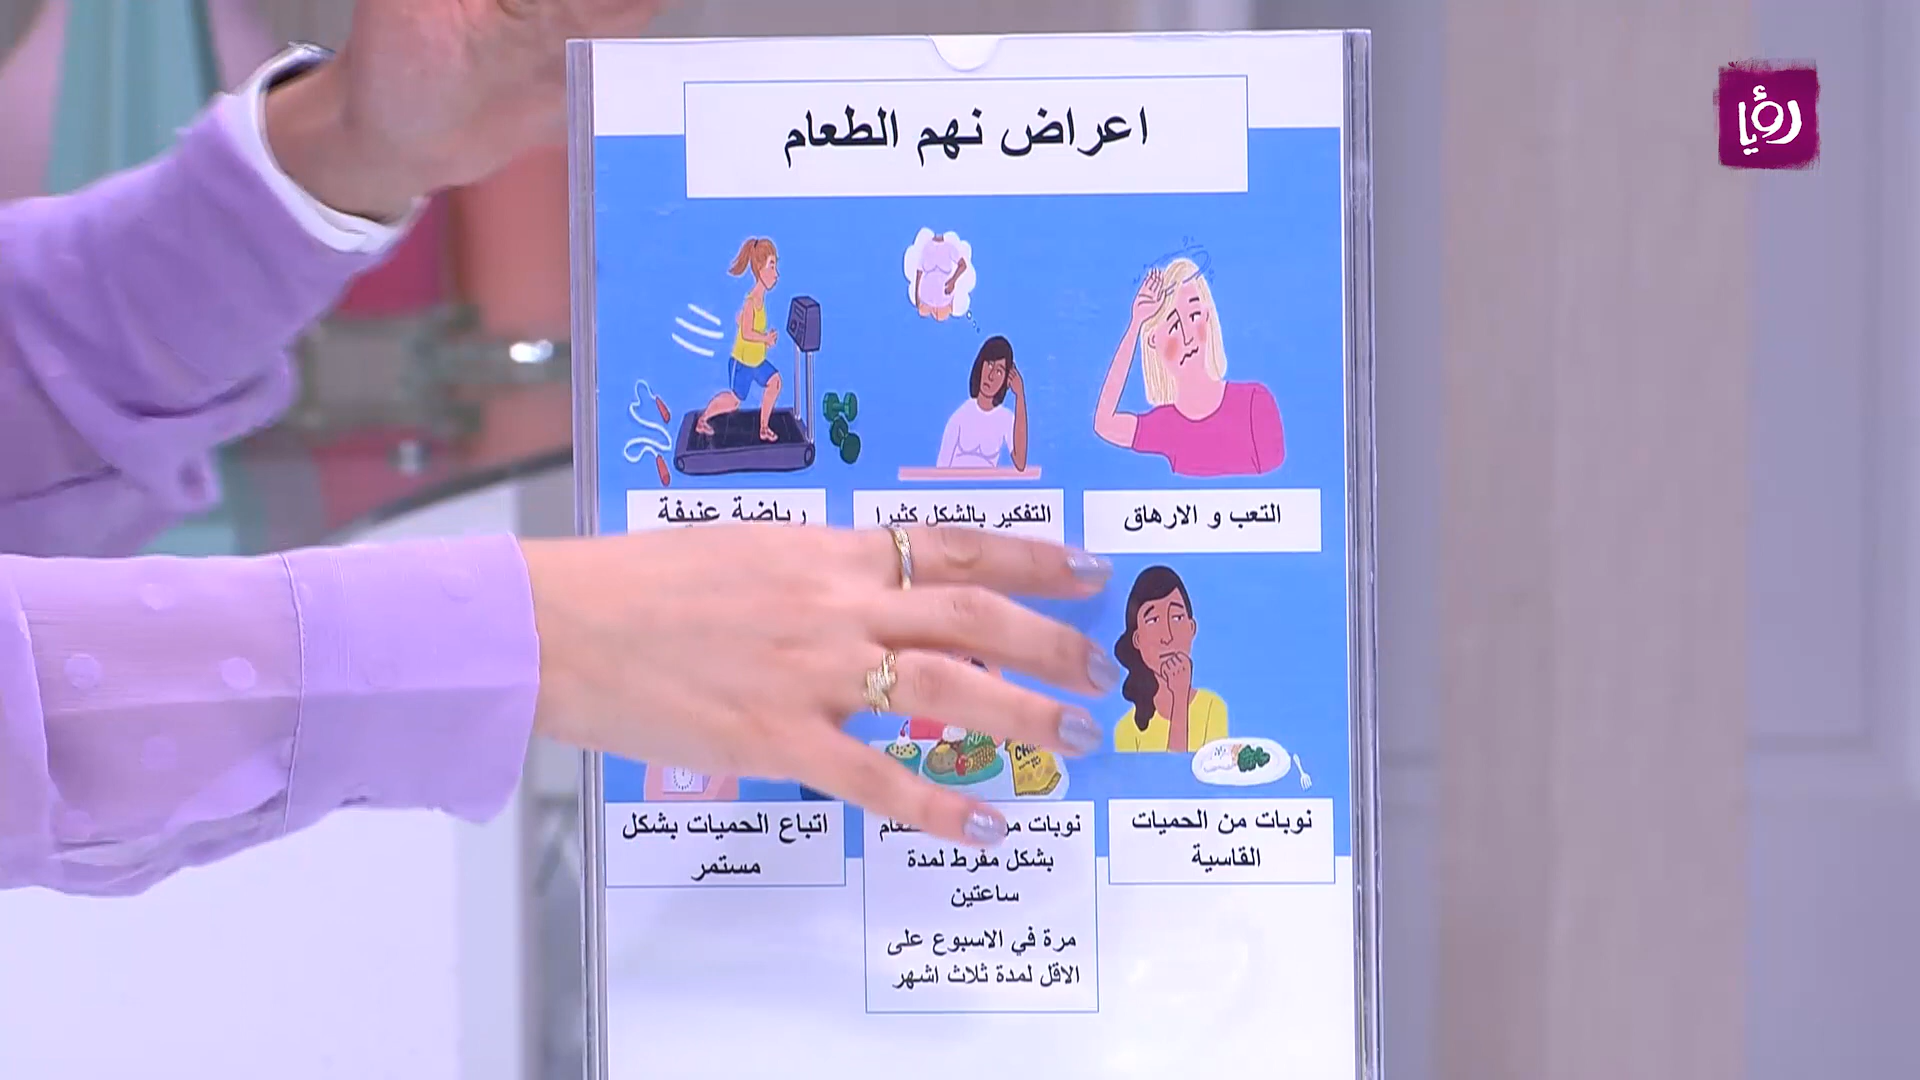 رؤيا
اعراض نهم الطعام
التعب و الارهاق
التفكير بالشكل كثيرا
رياضة عنيفة
نوبات من الحميات
القاسية
نوبات
بشكل مفرط لمدة
ساعتين
مرة في الاسبوع على
الاقل لمدة ثلاث اشهر
اتباع الحميات بشكل
مستمر